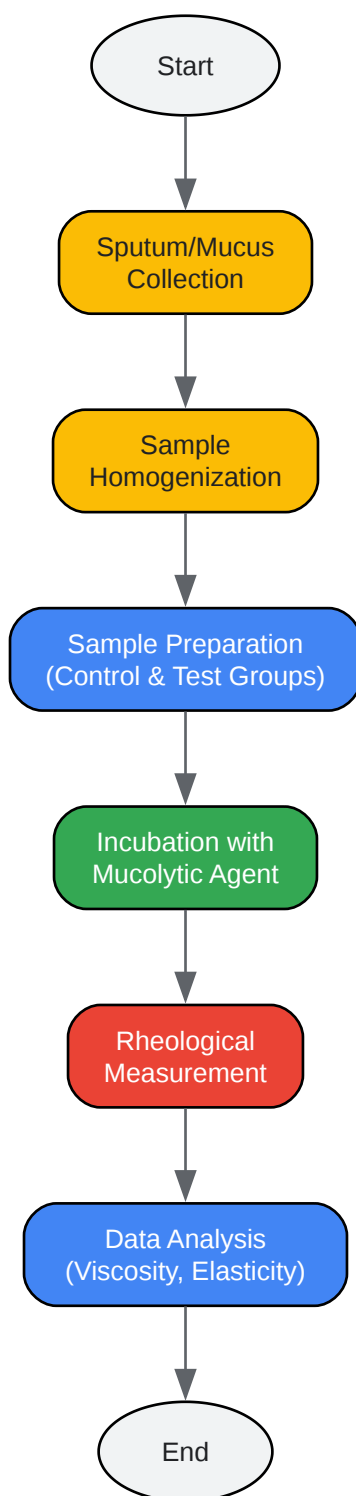 Start
Sputum/Mucus
Collection
Sample
Homogenization
Sample Preparation
(Control & Test Groups)
Incubation with
Mucolytic Agent
Rheological
Measurement
Data Analysis
(Viscosity, Elasticity)
End